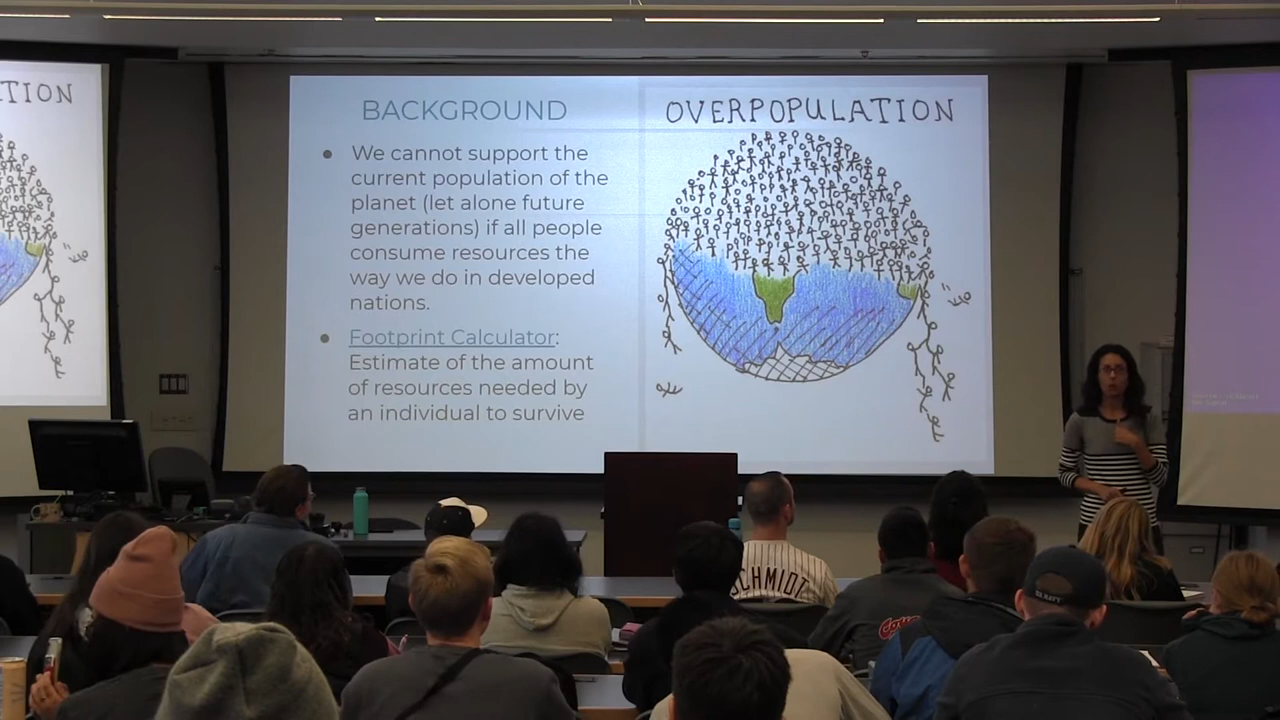 TION
BACKGROUND
We cannot support the
current population of the
planet (let alone future
generations) if all people
consume resources the
way we do in developed
nations.
Footprint Calculator:
Estimate of the amount
of resources needed by
an individual to survive
OVERPOPULATION
SCHMIDT